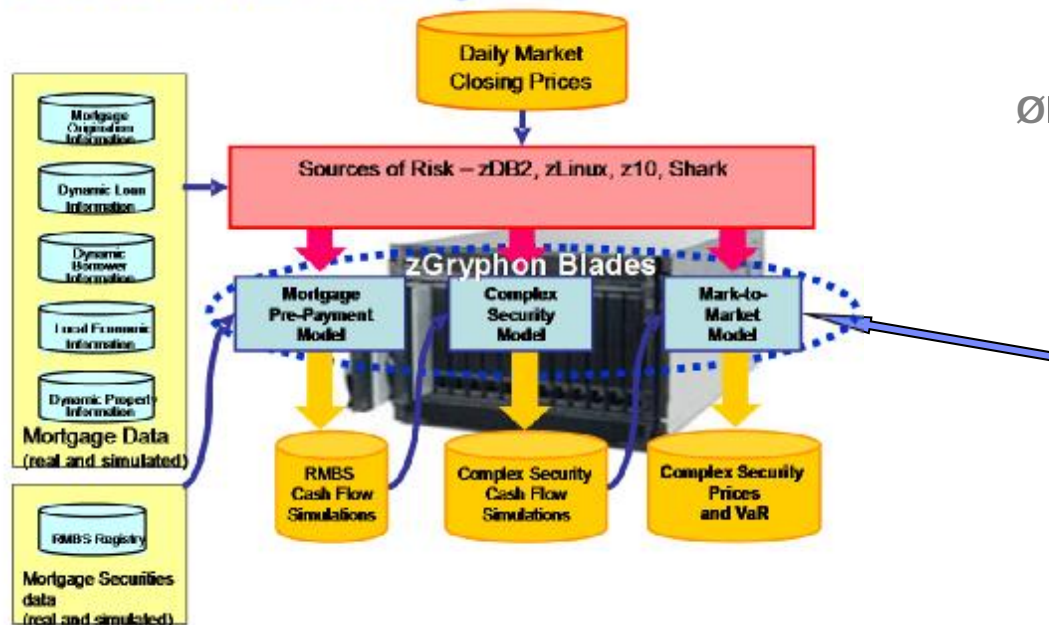 Daily Market
Closing Prices
Mortgage
Origination
Information
Dynamic Loan
Information
Dynamic
Borrower
Information
Local Economic
Information
Dynamic Property
Information
Mortgage Data
(real and simulated)
RMBS Registry
Mortgage Securities
data
(real and simulated)
Sources of Risk – zDB2, zLinux, z10, Shark
zGryphon Blades
Mortgage
Pre-Payment
Model
Complex
Security
Model
Mark-to-
Market
Model
RMBS
Cash Flow
Simulations
Complex Security
Cash Flow
Simulations
Complex Security
Prices
and VaR